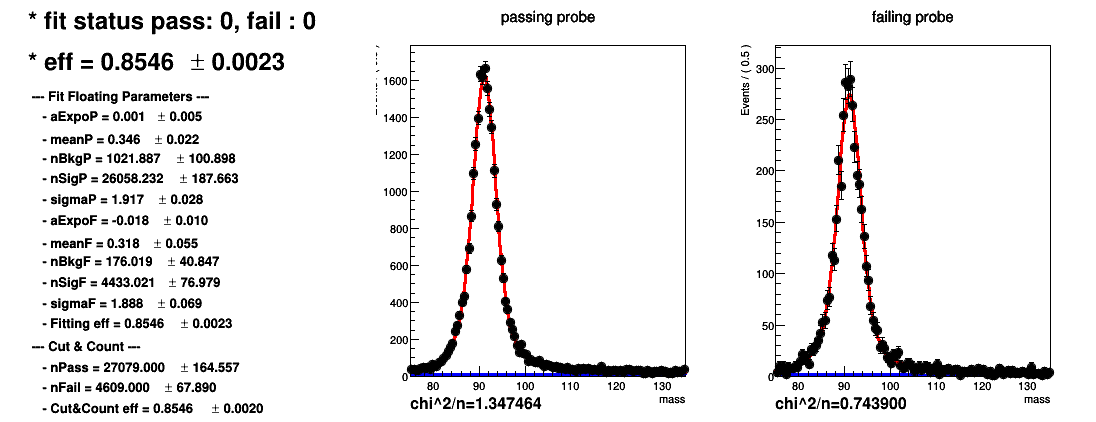 * fit status pass: 0, fail : 0
* eff = 0.8546 ± 0.0023
--- Fit Floating Parameters ---
- aExpoP = 0.001 ± 0.005
- meanP = 0.346 ± 0.022
- nBkgP = 1021.887 ± 100.898
- nSigP = 26058.232 ± 187.663
- sigmaP = 1.917 ± 0.028
- aExpoF = -0.018 ± 0.010
- meanF = 0.318 ± 0.055
- nBkgF = 176.019 ± 40.847
- nSigF = 4433.021 ± 76.979
- sigmaF = 1.888 ± 0.069
- Fitting eff = 0.8546 ± 0.0023
--- Cut & Count ---
- nPass = 27079.000 ± 164.557
- nFail = 4609.000 ± 67.890
- Cut&Count eff = 0.8546 ± 0.0020
passing probe
1600
1400
1200
1000
800
600
400
200
0
80 90 100 110 120 130
mass
chi^2/n=1.347464
failing probe
Events / ( 0.5 )
300
250
200
150
100
50
0
80 90 100 110 120 130
mass
chi^2/n=0.743900